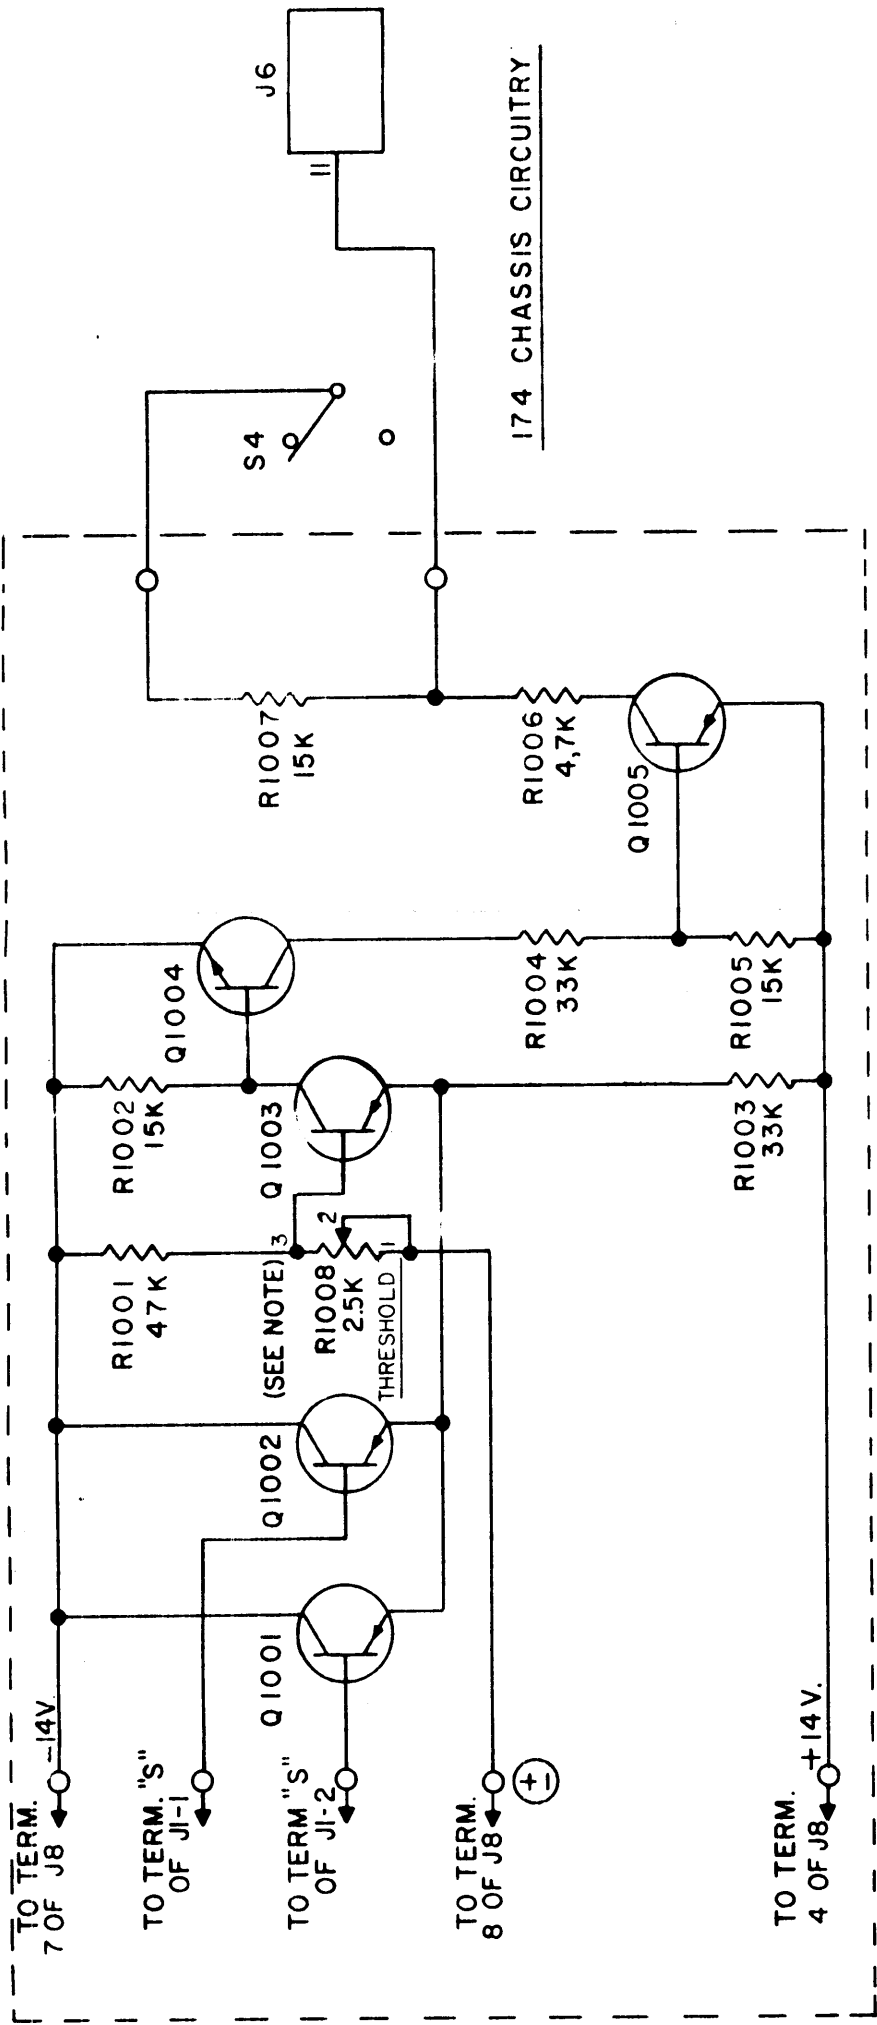 TO TERM.
7 OF J8
-14V.
TO TERM. "S"
OF J1-1
TO TERM "S"
OF J1-2
TO TERM.
8 OF J8
±
TO TERM.
4 OF J8
+14V.
Q1001
Q1002
R1001
47K
(SEE NOTE)
3
2
1
R1008
2.5K
THRESHOLD
R1002
15K
Q1003
R1003
33K
Q1004
R1004
33K
R1005
15K
R1007
15K
R1006
4,7K
Q1005
S4
J6
11
174 CHASSIS CIRCUITRY